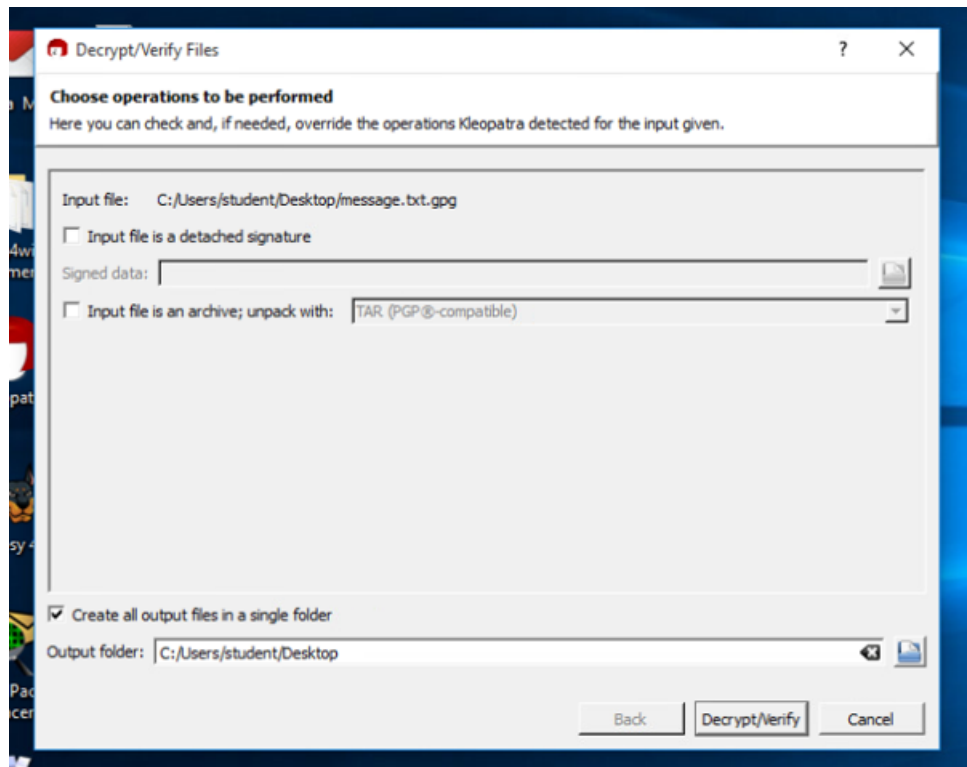 Decrypt/Verify Files
?
Choose operations to be performed
Here you can check and, if needed, override the operations Kleopatra detected for the input given.
Input file: C:/Users/student/Desktop/message.txt.gpg
Input file is a detached signature
Signed data:
Input file is an archive; unpack with: TAR (PGP®-compatible)
Create all output files in a single folder
Output folder: C:/Users/student/Desktop
Back Decrypt/Verify Cancel